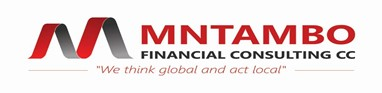 MNTAMBO
FINANCIAL CONSULTING CC
"We think global and act local"